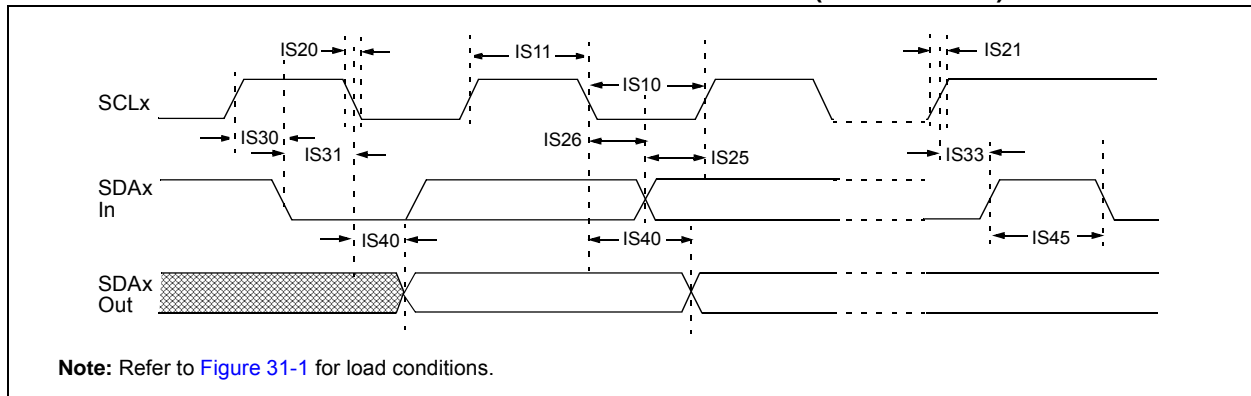 IS20
IS11
IS21
IS10
SCLx
IS30
IS26
IS31
IS25
IS33
SDAx
In
IS40
IS40
IS45
SDAx
Out
Note: Refer to Figure 31-1 for load conditions.